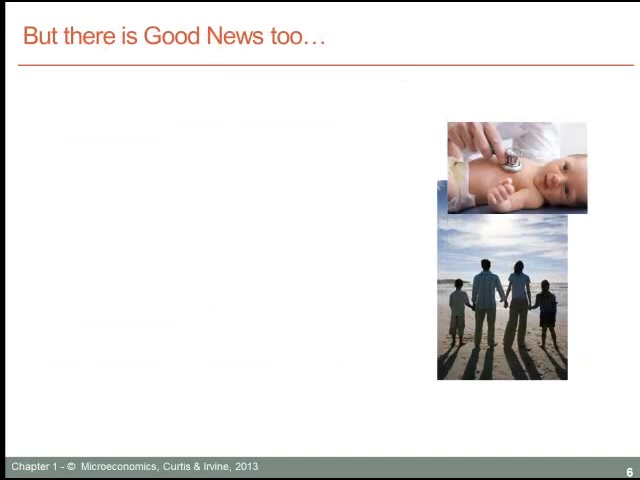 But there is Good News too…
Chapter 1 - © Microeconomics, Curtis & Irvine, 2013
6